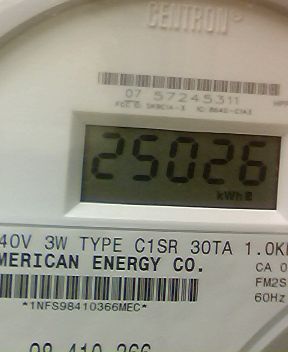 CENTRON
07 57245311
25026
kWh
40V 3W TYPE C1SR 30TA 1.0K
MERICAN ENERGY CO.
CA 0
FM2S
60Hz
*1NFS98410366MEC*
98 410 366